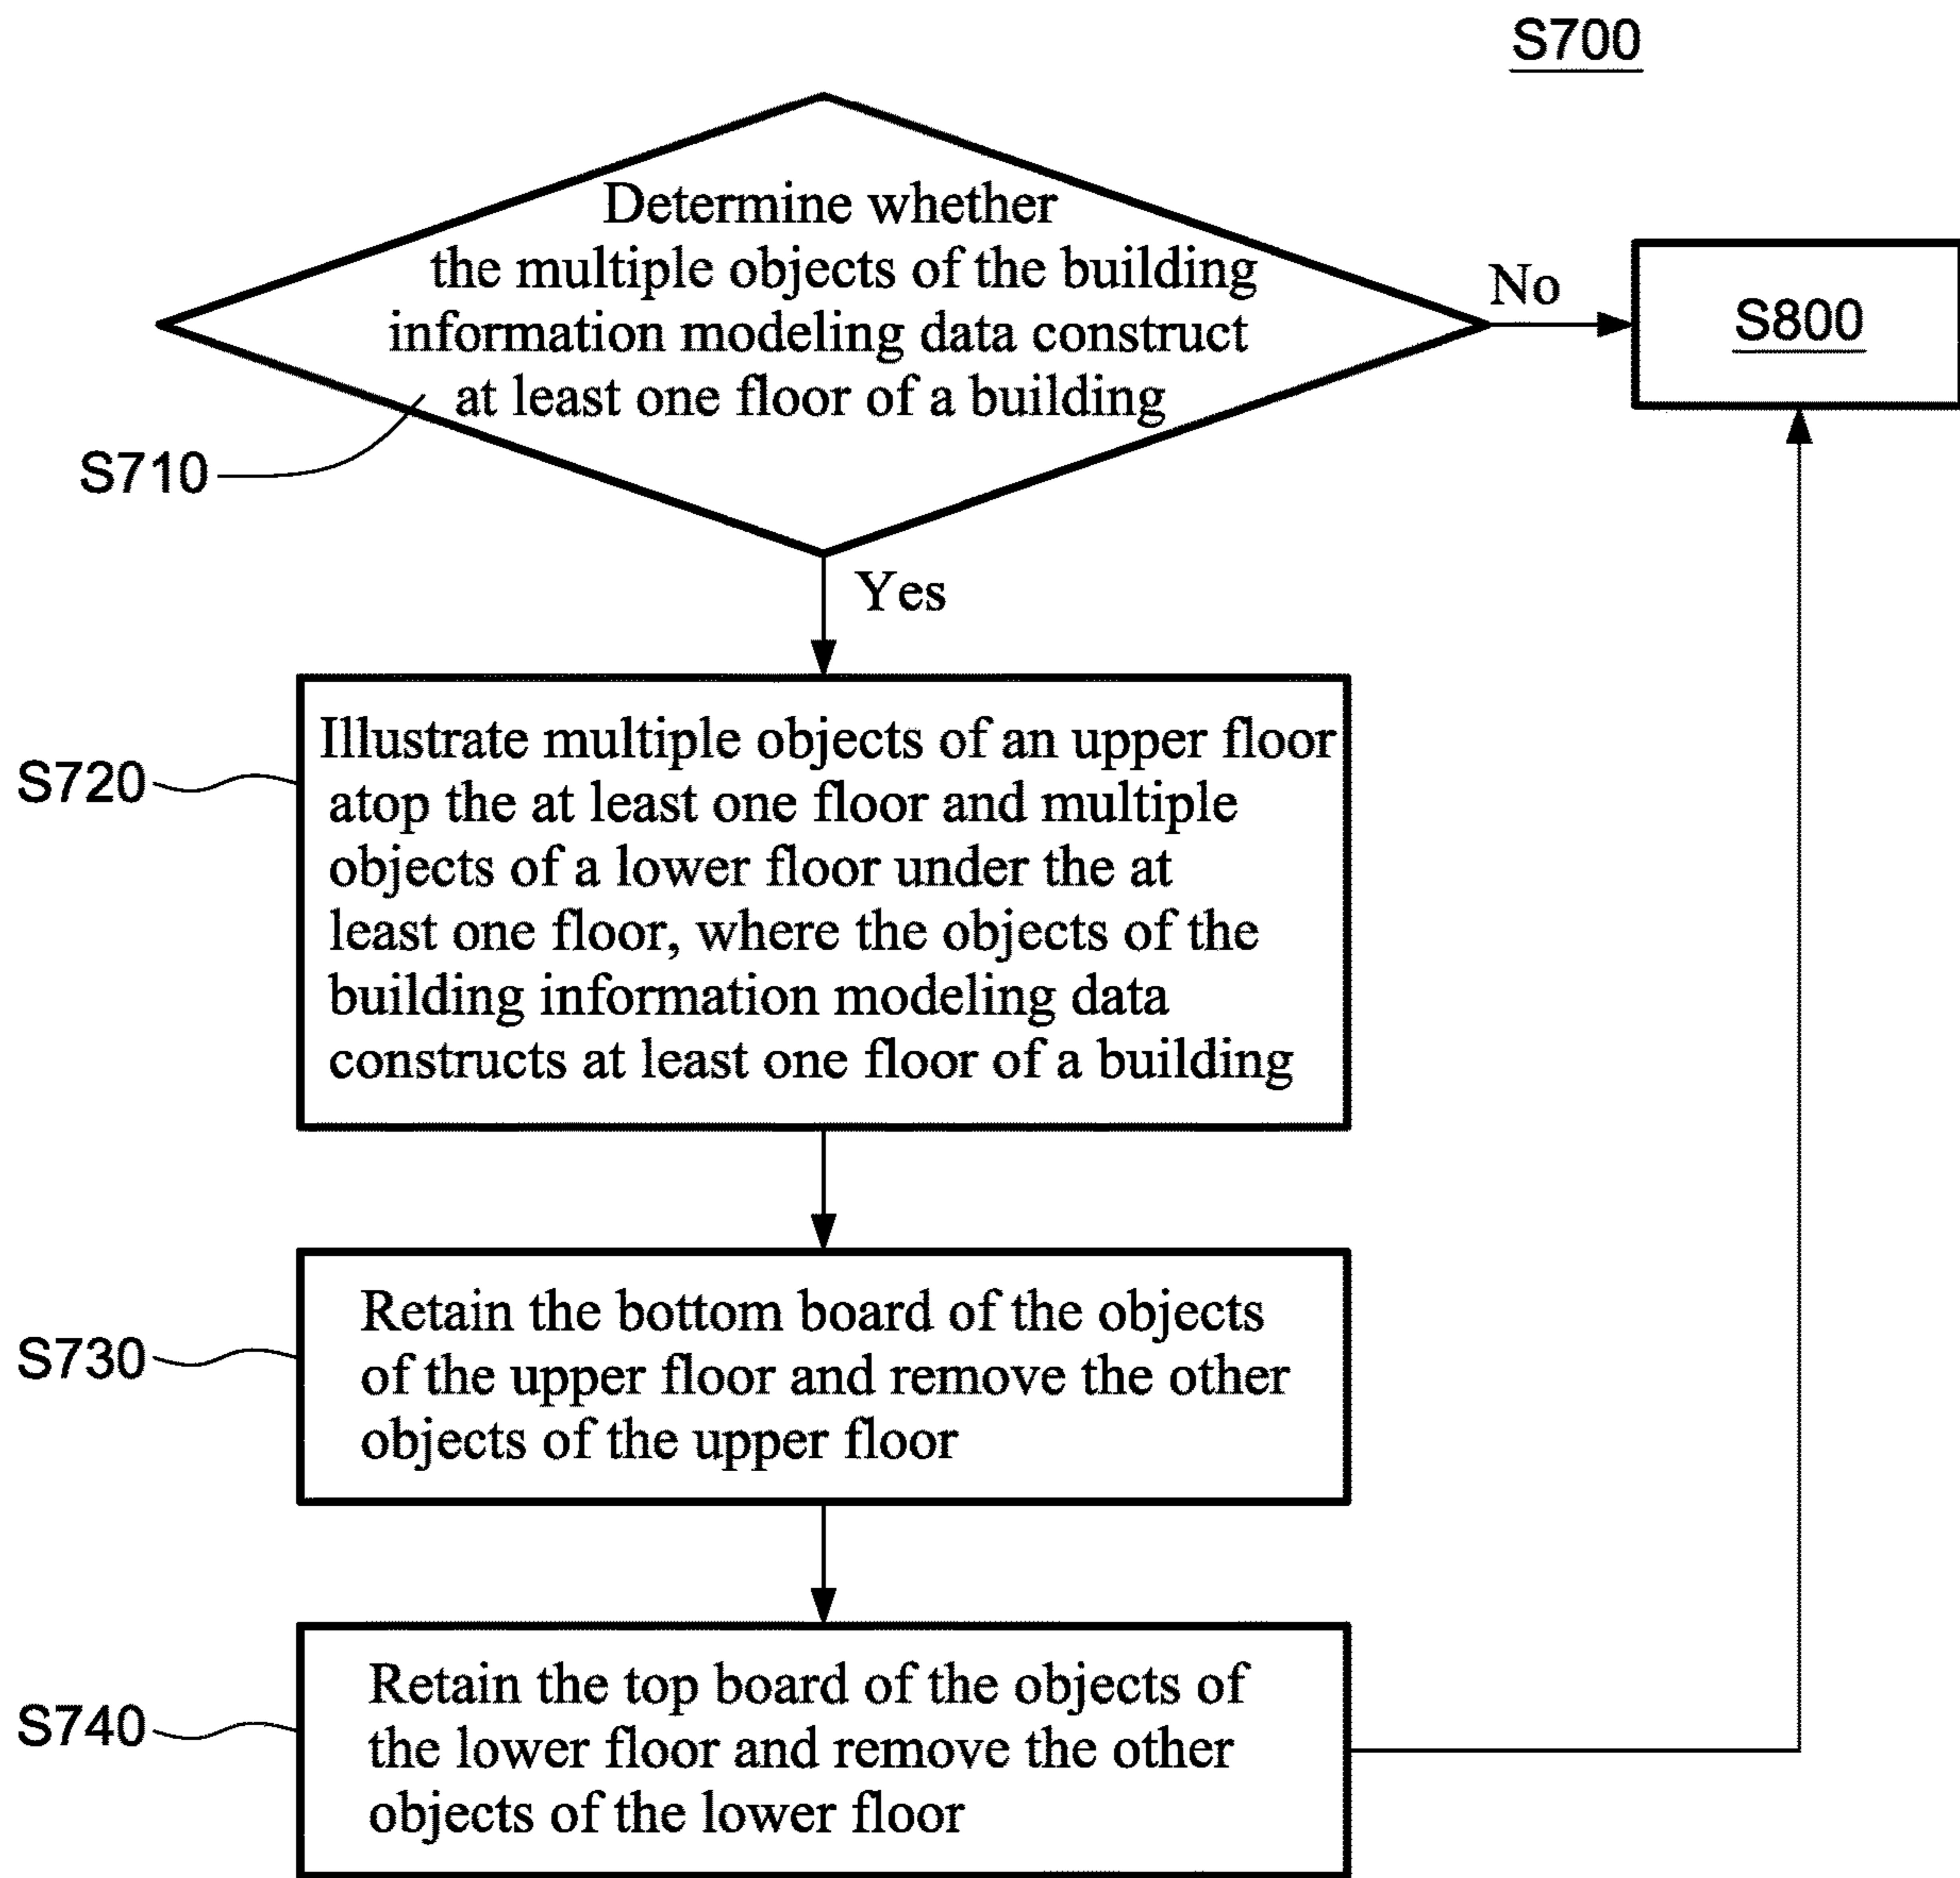 S700
Determine whether
the multiple objects of the building
information modeling data construct
at least one floor of a building
No
S800
S710
Yes
S720
Illustrate multiple objects of an upper floor
atop the at least one floor and multiple
objects of a lower floor under the at
least one floor, where the objects of the
building information modeling data
constructs at least one floor of a building
S730
Retain the bottom board of the objects
of the upper floor and remove the other
objects of the upper floor
S740
Retain the top board of the objects of
the lower floor and remove the other
objects of the lower floor